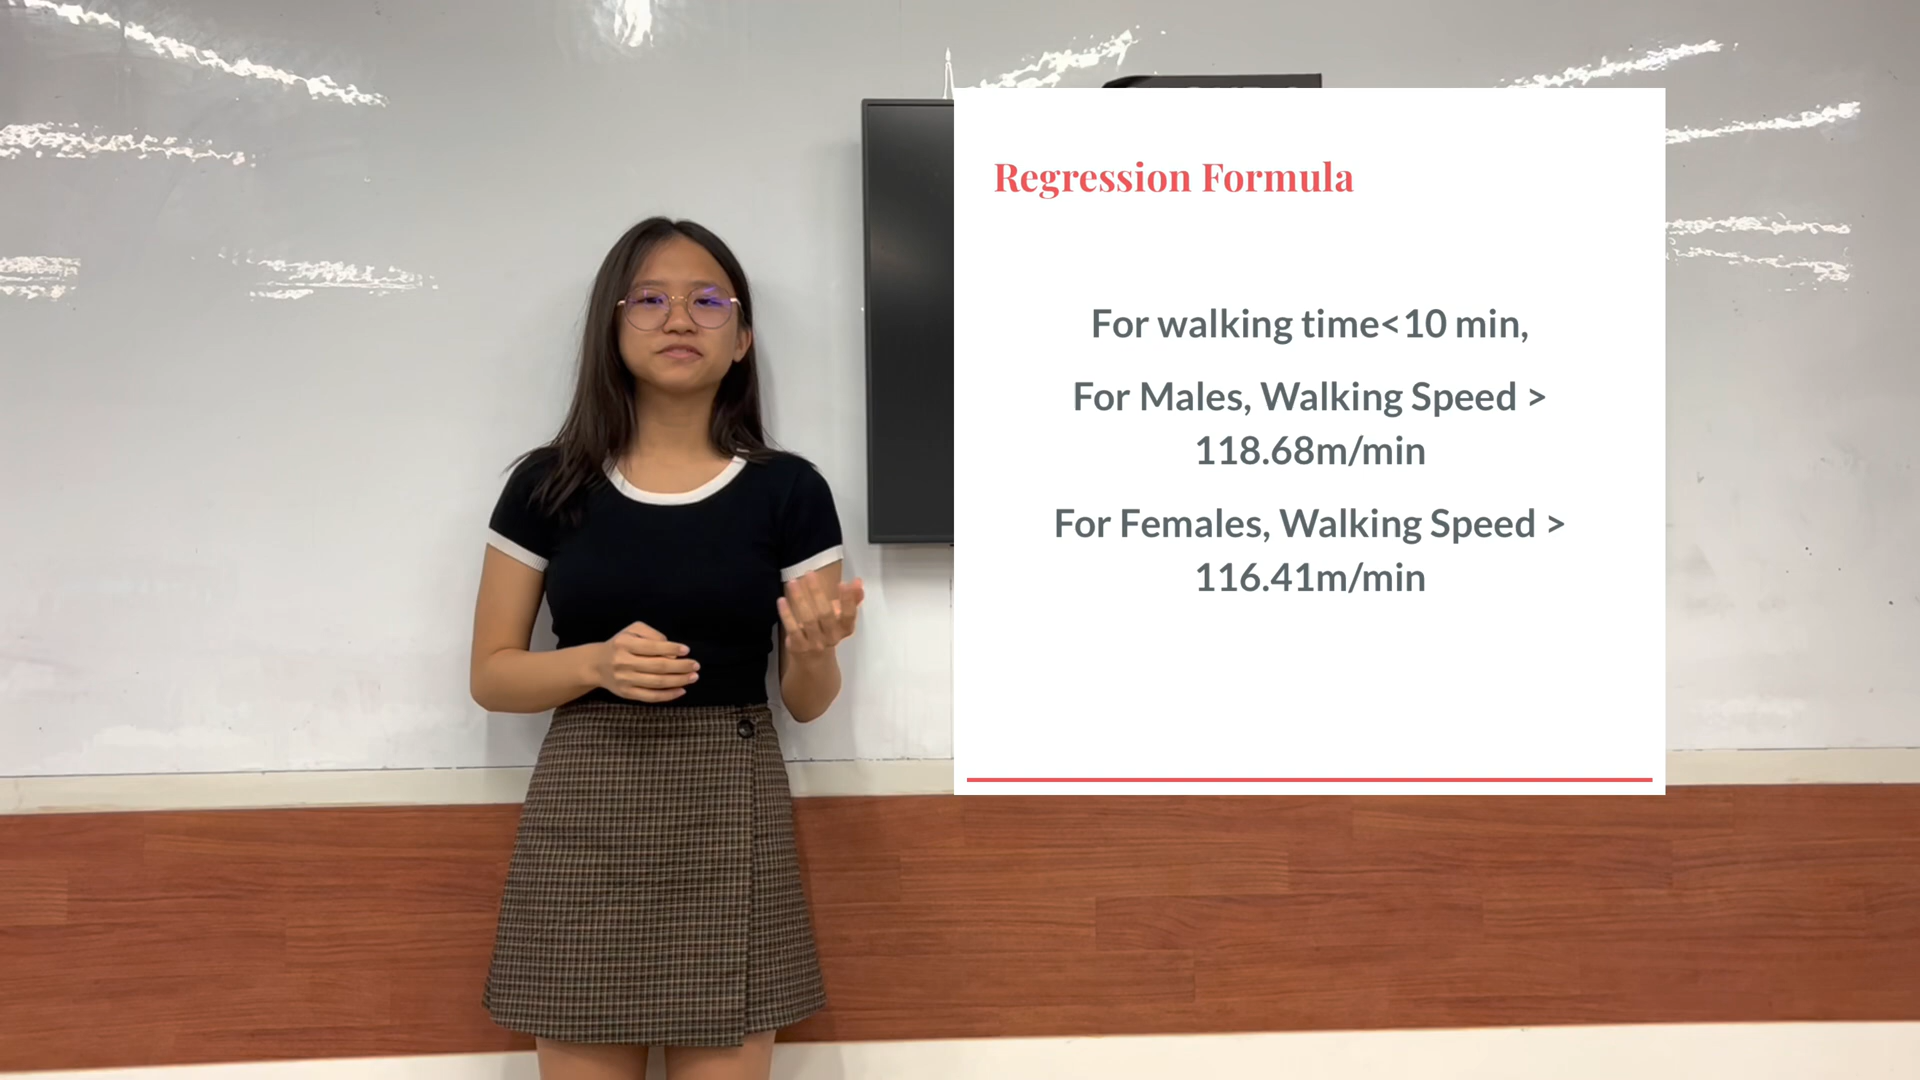 Regression Formula
For walking time<10 min,
For Males, Walking Speed >
118.68m/min
For Females, Walking Speed >
116.41m/min